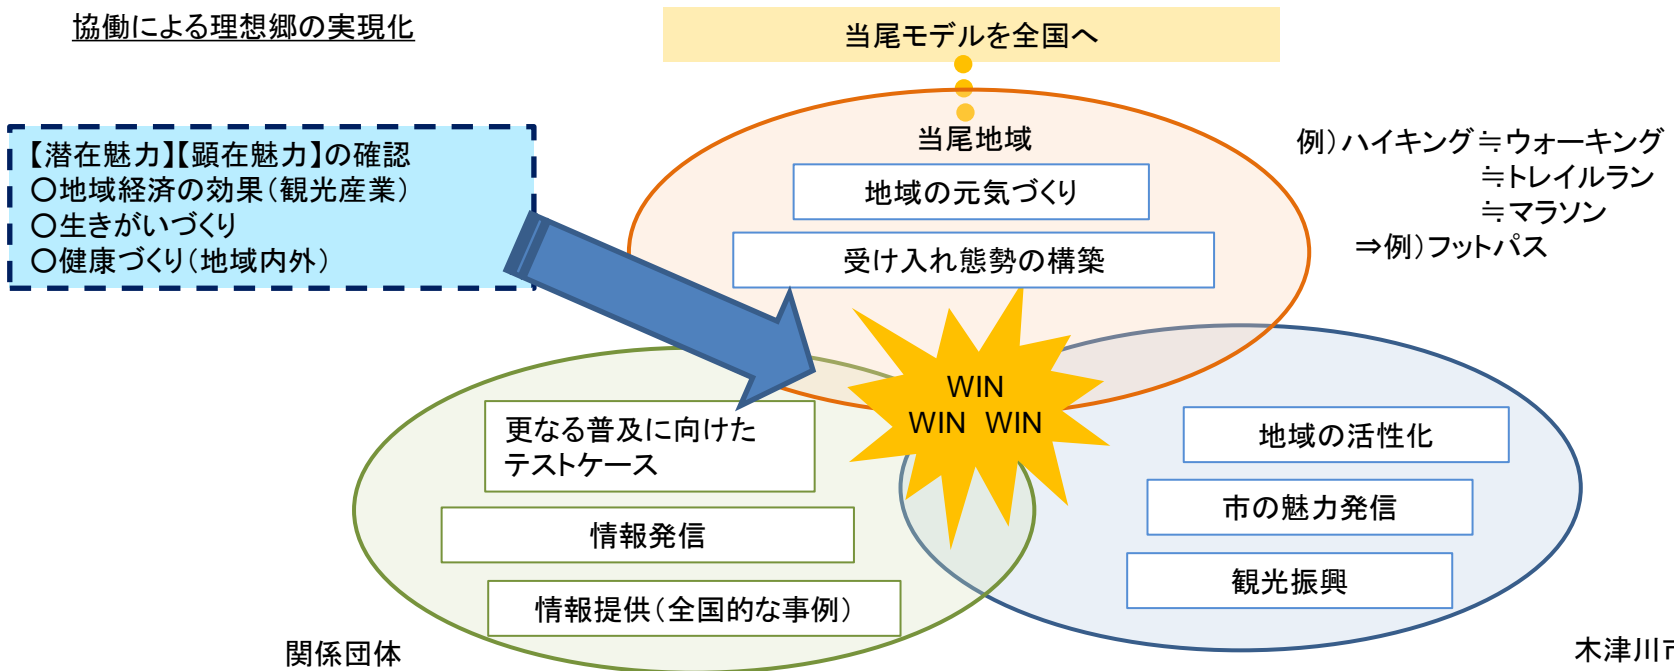 協働による理想郷の実現化
当尾モデルを全国へ
【潜在魅力】【顕在魅力】の確認
〇地域経済の効果（観光産業）
〇生きがいづくり
〇健康づくり（地域内外）
当尾地域
地域の元気づくり
受け入れ態勢の構築
例）ハイキング≒ウォーキング
≒トレイルラン
≒マラソン
⇒例）フットパス
WIN
WIN WIN
更なる普及に向けた
テストケース
情報発信
情報提供（全国的な事例）
関係団体
地域の活性化
市の魅力発信
観光振興
木津川市